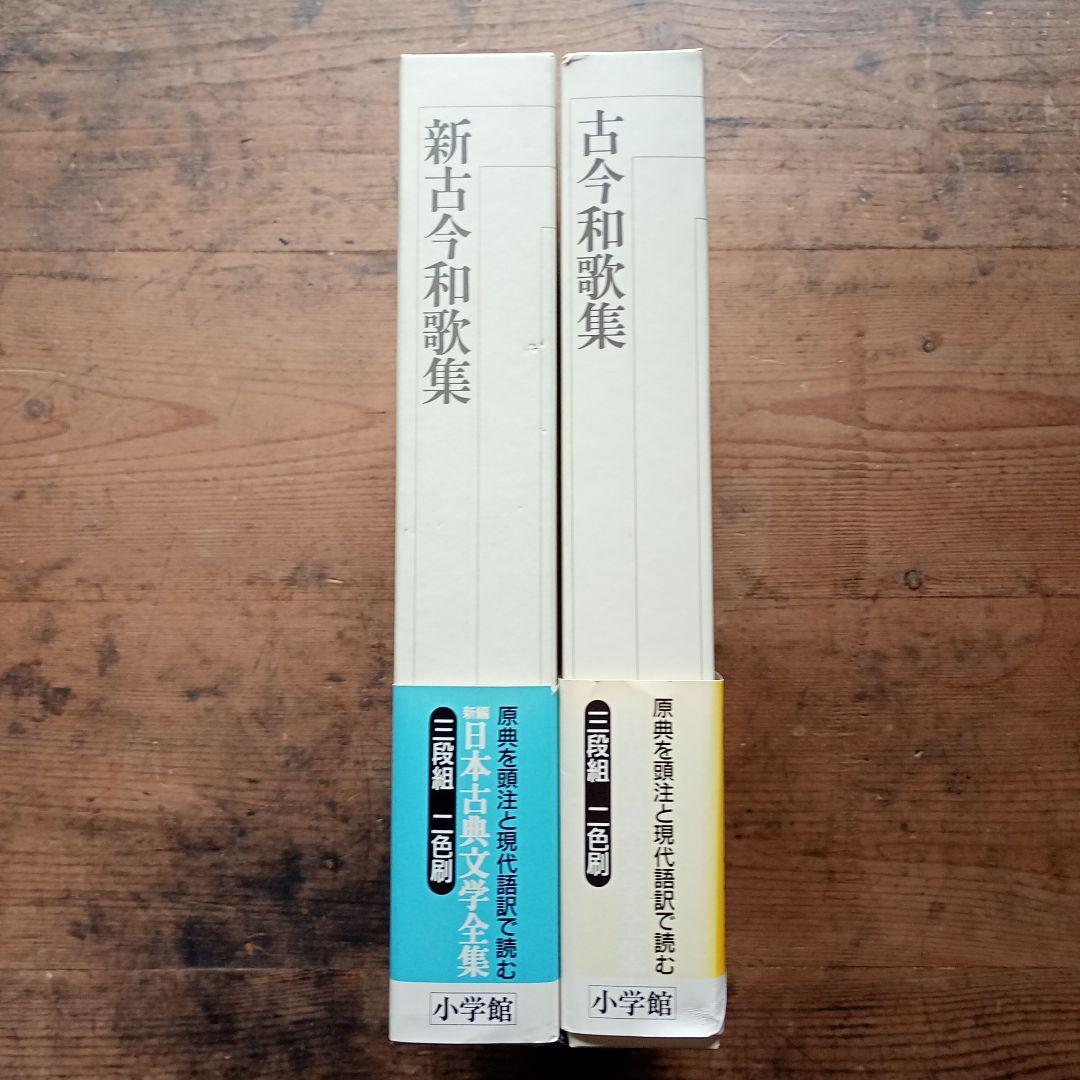 古今和歌集
原典を頭注と現代語訳で読む
三段組 二色刷
小学館
新古今和歌集
原典を頭注と現代語訳で読む
新編 日本古典文学全集
三段組 二色刷
小学館